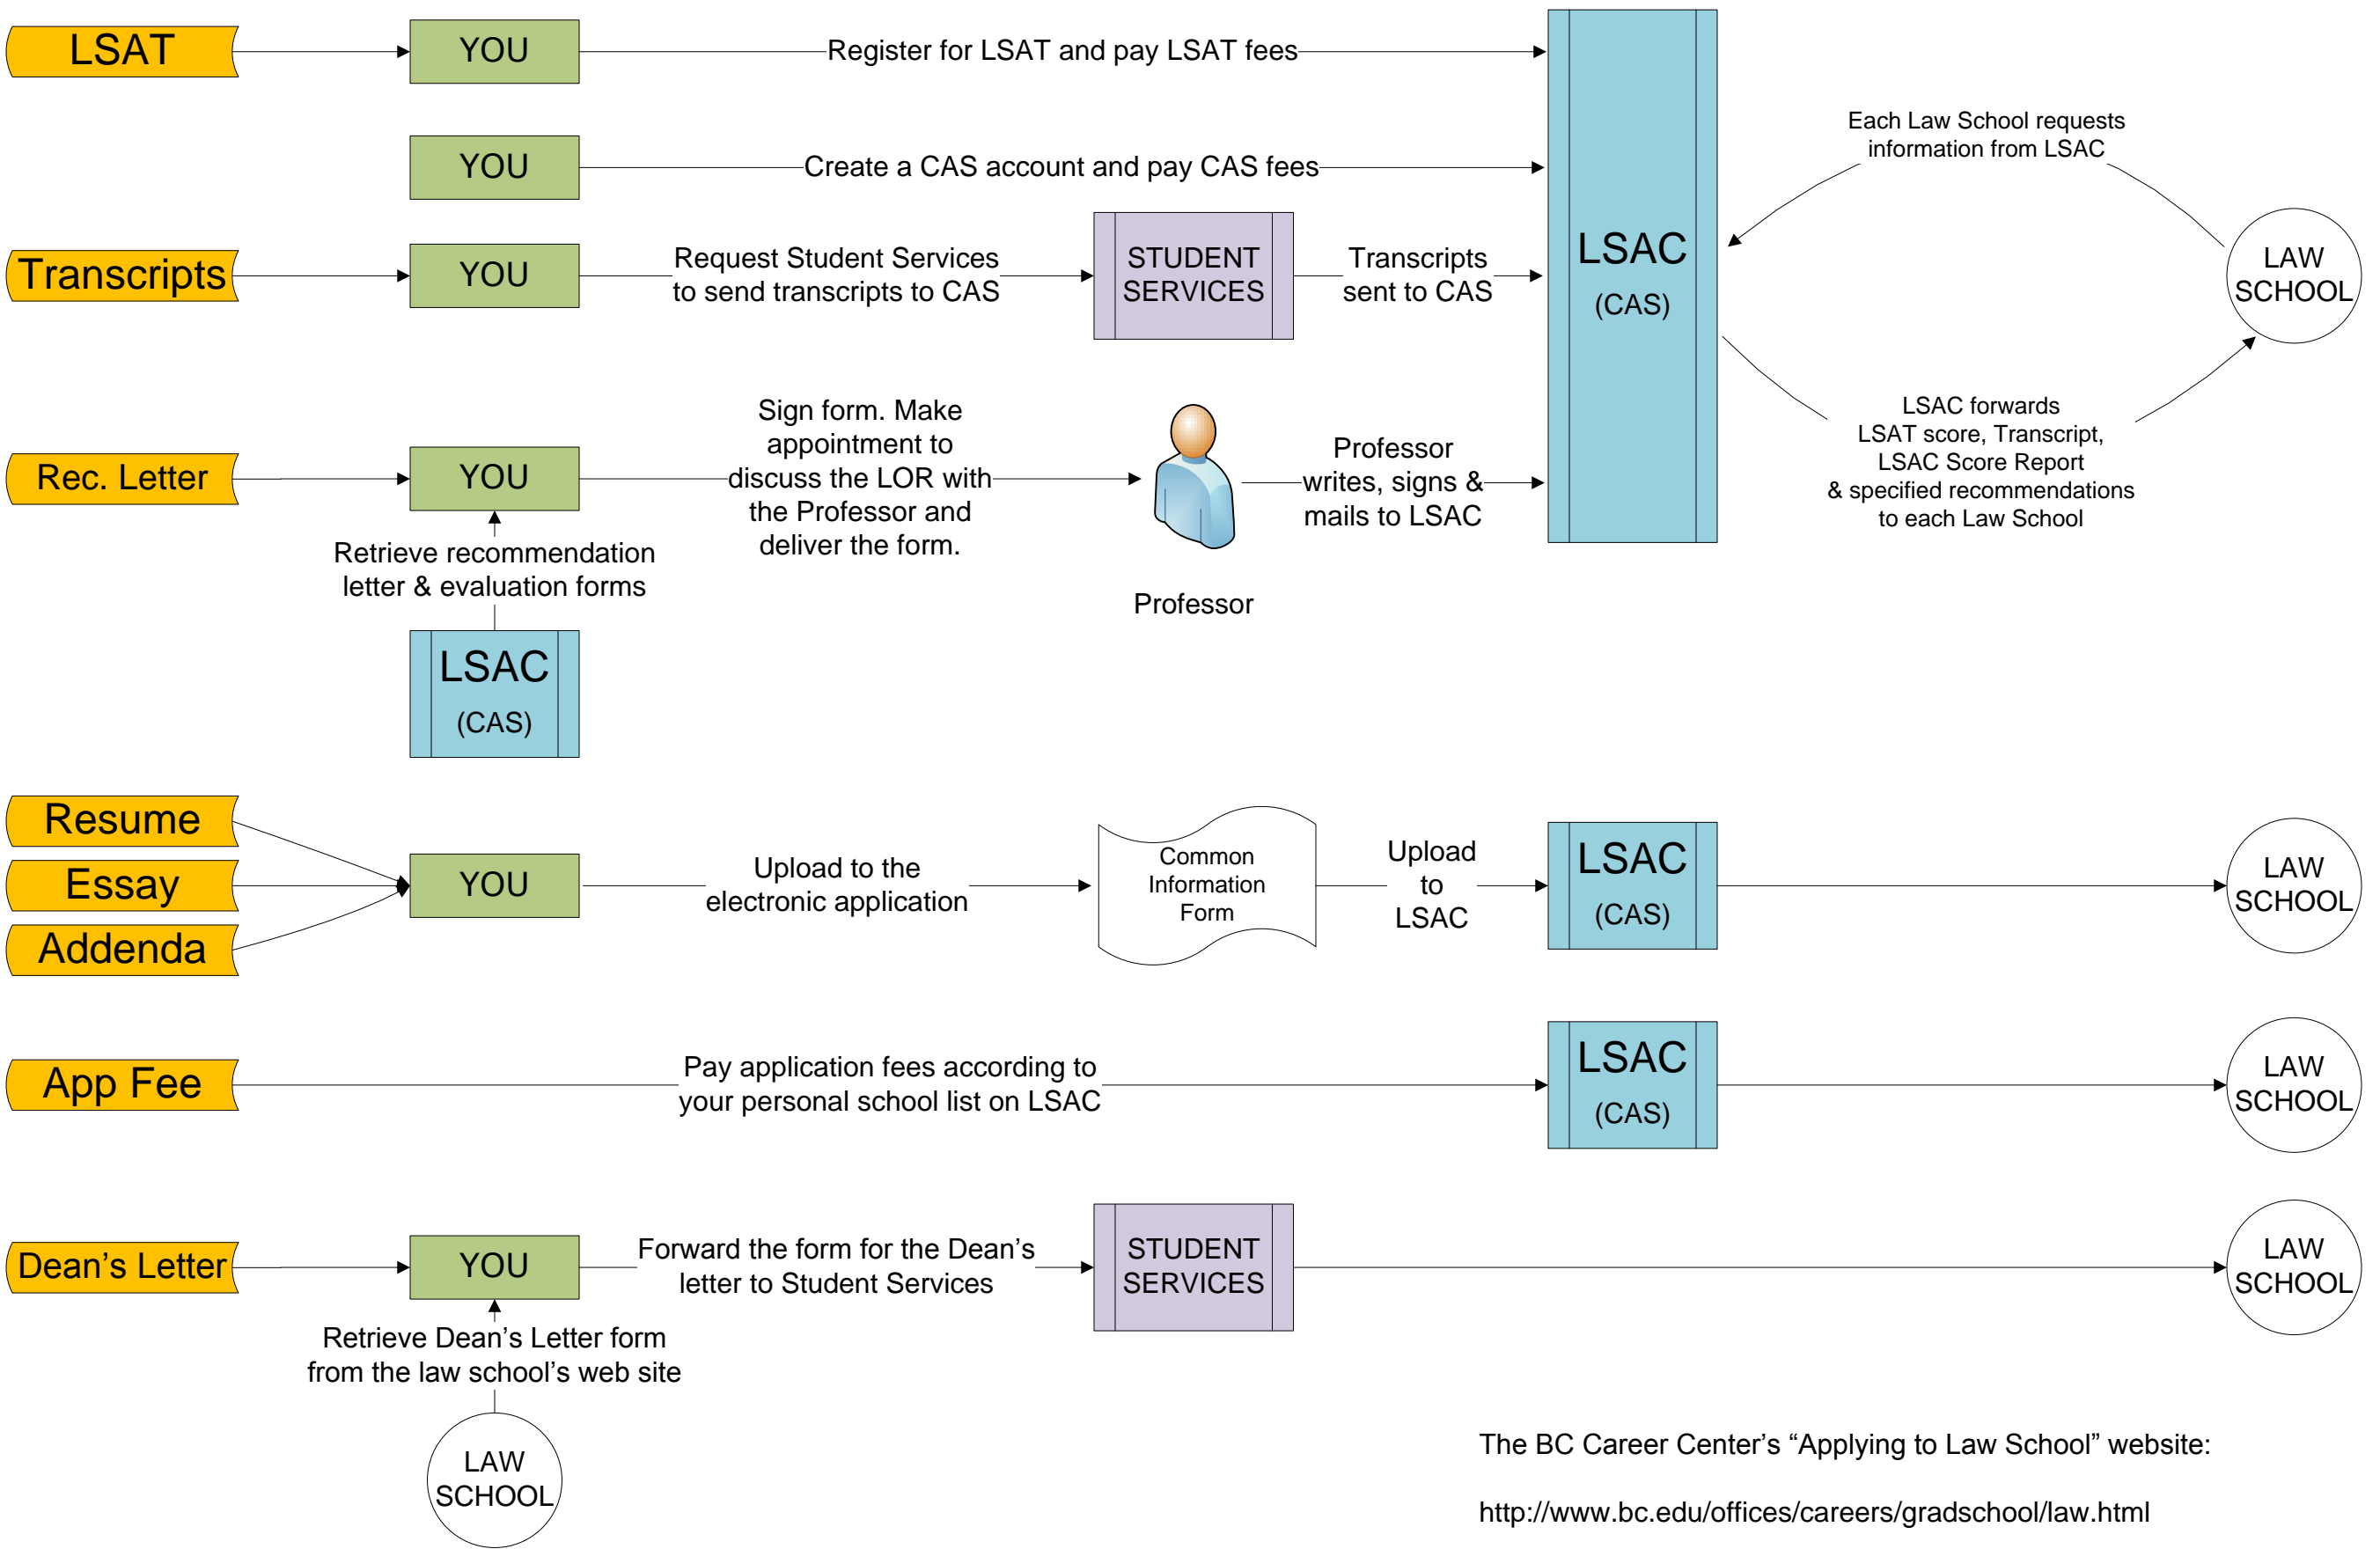 LSAT
YOU
Register for LSAT and pay LSAT fees
YOU
Create a CAS account and pay CAS fees
Transcripts
YOU
Request Student Services
to send transcripts to CAS
STUDENT
SERVICES
Transcripts
sent to CAS
LSAC
(CAS)
Each Law School requests
information from LSAC
LAW
SCHOOL
LSAC forwards
LSAT score, Transcript,
LSAC Score Report
& specified recommendations
to each Law School
Rec. Letter
YOU
Sign form. Make
appointment to
discuss the LOR with
the Professor and
deliver the form.
Professor
Professor
writes, signs &
mails to LSAC
Retrieve recommendation
letter & evaluation forms
LSAC
(CAS)
Resume
Essay
Addenda
YOU
Upload to the
electronic application
Common
Information
Form
Upload
to
LSAC
LSAC
(CAS)
LAW
SCHOOL
App Fee
Pay application fees according to
your personal school list on LSAC
LSAC
(CAS)
LAW
SCHOOL
Dean’s Letter
YOU
Forward the form for the Dean’s
letter to Student Services
STUDENT
SERVICES
LAW
SCHOOL
Retrieve Dean’s Letter form
from the law school’s web site
LAW
SCHOOL
The BC Career Center’s “Applying to Law School” website:
http://www.bc.edu/offices/careers/gradschool/law.html